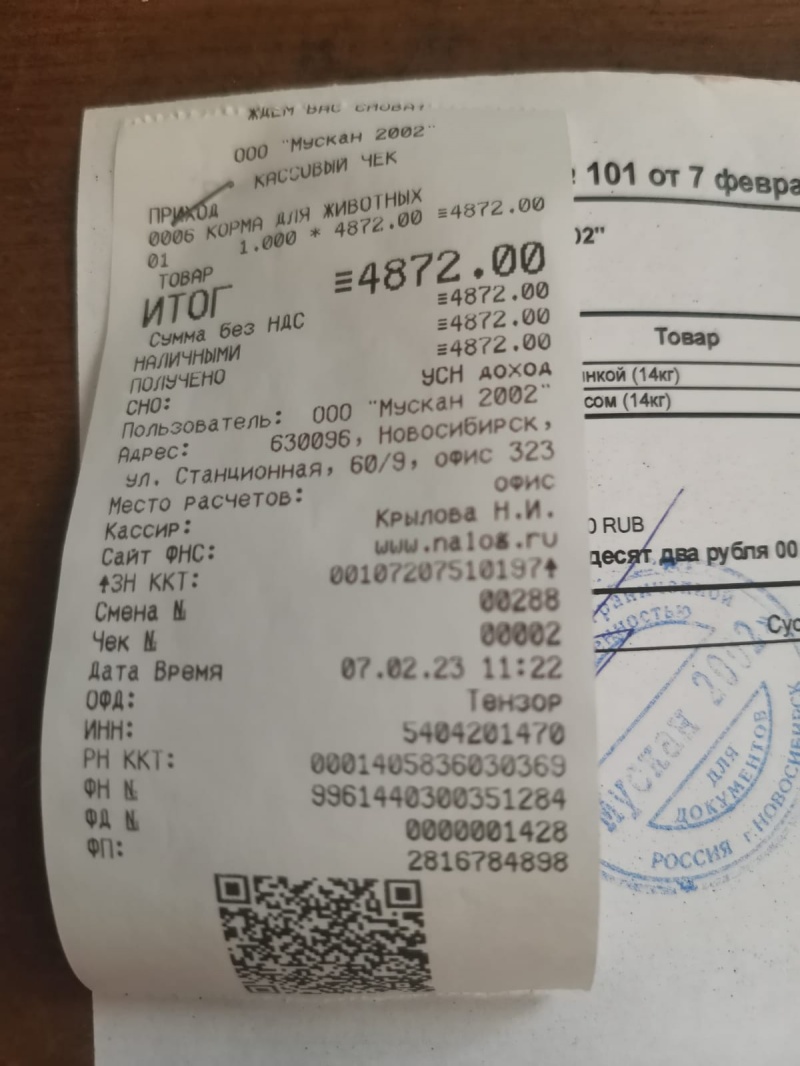 ЖДЕМ ВАС СНОВА!
ООО "Мускан 2002"
КАССОВЫЙ ЧЕК
ПРИХОД
0006 КОРМА ДЛЯ ЖИВОТНЫХ
01 1.000 * 4872.00 ≡4872.00
ТОВАР
ИТОГ ≡4872.00
Сумма без НДС ≡4872.00
НАЛИЧНЫМИ ≡4872.00
ПОЛУЧЕНО ≡4872.00
СНО: УСН доход
Пользователь: ООО "Мускан 2002"
Адрес: 630096, Новосибирск,
ул. Станционная, 60/9, офис 323
Место расчетов: офис
Кассир: Крылова Н.И.
Сайт ФНС: www.nalog.ru
↑ЗН ККТ: 00107207510197↑
Смена № 00288
Чек № 00002
Дата Время 07.02.23 11:22
ОФД: Тензор
ИНН: 5404201470
РН ККТ: 0001405836030369
ФН № 9961440300351284
ФД № 0000001428
ФП: 2816784898
101 от 7 февра
02"
Товар
нкой (14кг)
сом (14кг)
0 RUB
десят два рубля 00
Сус
Мускан 2002
ДЛЯ
ДОКУМЕНТОВ
РОССИЯ г.НОВОСИБИРСК